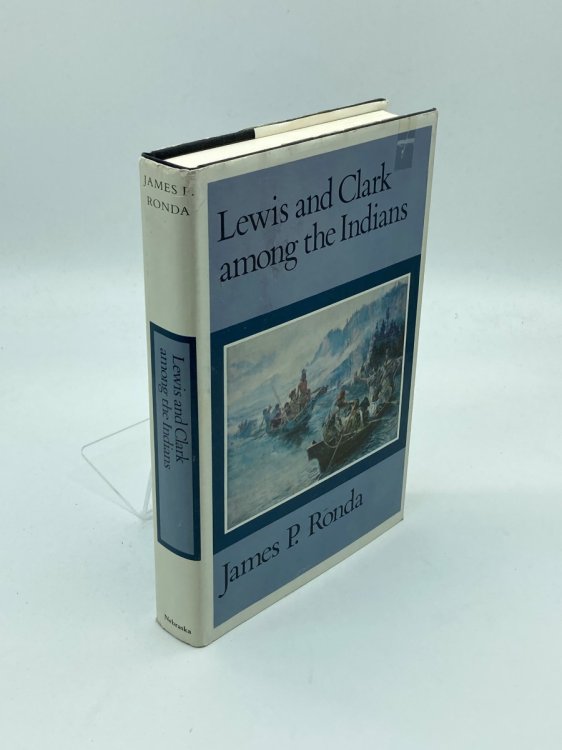 JAMES P.
RONDA
Lewis and Clark
among the Indians
Nebraska
Lewis and Clark
among the Indians
James P. Ronda